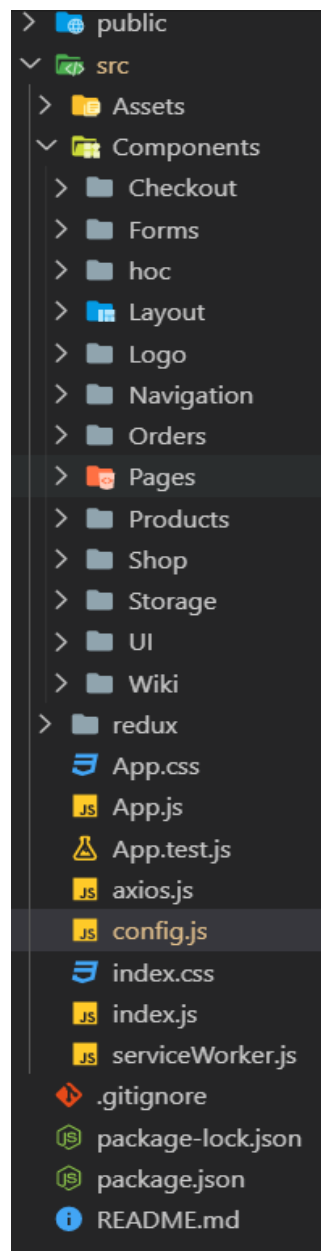 public
src
Assets
Components
Checkout
Forms
hoc
Layout
Logo
Navigation
Orders
Pages
Products
Shop
Storage
UI
Wiki
redux
App.css
JS App.js
App.test.js
JS axios.js
JS config.js
index.css
JS index.js
JS serviceWorker.js
.gitignore
JS package-lock.json
JS package.json
README.md